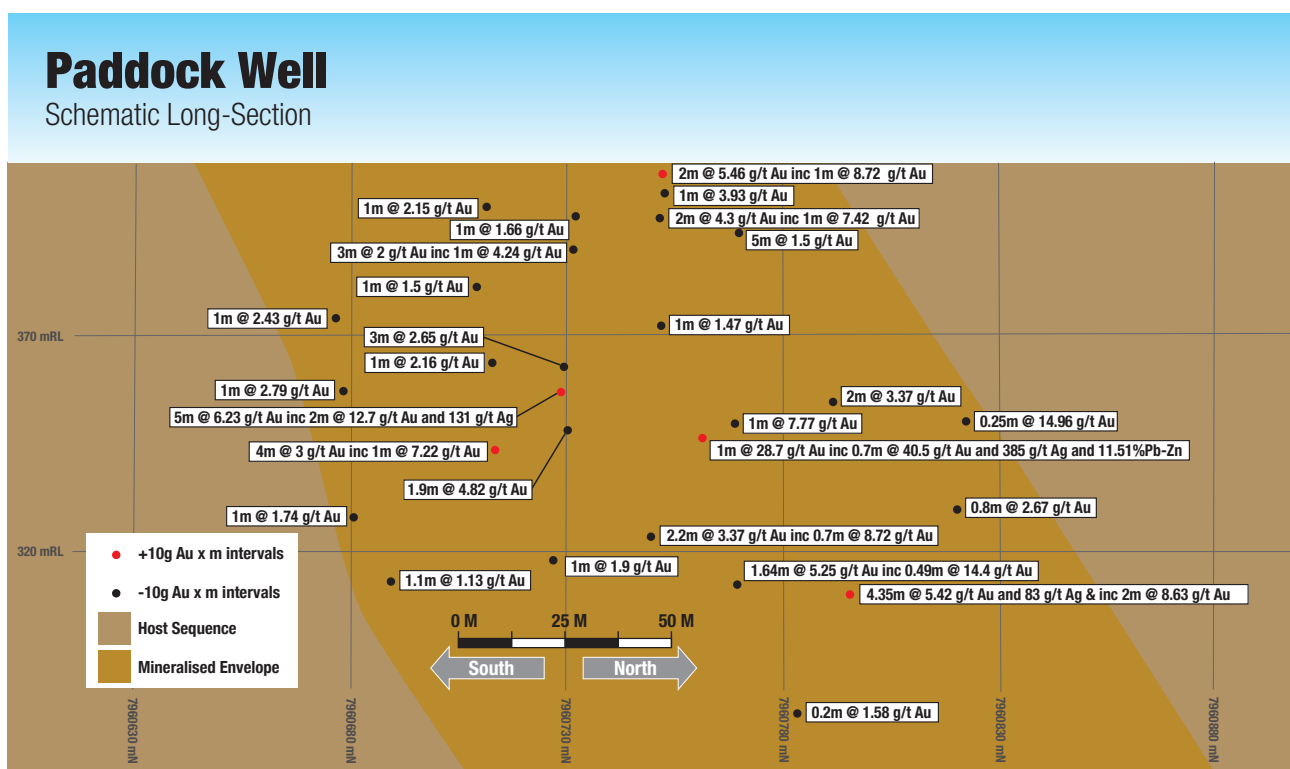 Paddock Well
Schematic Long-Section
2m @ 5.46 g/t Au inc 1m @ 8.72 g/t Au
1m @ 3.93 g/t Au
1m @ 2.15 g/t Au
2m @ 4.3 g/t Au inc 1m @ 7.42 g/t Au
1m @ 1.66 g/t Au
5m @ 1.5 g/t Au
3m @ 2 g/t Au inc 1m @ 4.24 g/t Au
1m @ 1.5 g/t Au
1m @ 2.43 g/t Au
1m @ 1.47 g/t Au
370 mRL
3m @ 2.65 g/t Au
1m @ 2.16 g/t Au
1m @ 2.79 g/t Au
2m @ 3.37 g/t Au
5m @ 6.23 g/t Au inc 2m @ 12.7 g/t Au and 131 g/t Ag
1m @ 7.77 g/t Au
0.25m @ 14.96 g/t Au
4m @ 3 g/t Au inc 1m @ 7.22 g/t Au
1m @ 28.7 g/t Au inc 0.7m @ 40.5 g/t Au and 385 g/t Ag and 11.51%Pb-Zn
1.9m @ 4.82 g/t Au
0.8m @ 2.67 g/t Au
1m @ 1.74 g/t Au
2.2m @ 3.37 g/t Au inc 0.7m @ 8.72 g/t Au
320 mRL
+10g Au x m intervals
1m @ 1.9 g/t Au
1.64m @ 5.25 g/t Au inc 0.49m @ 14.4 g/t Au
1.1m @ 1.13 g/t Au
-10g Au x m intervals
4.35m @ 5.42 g/t Au and 83 g/t Ag & inc 2m @ 8.63 g/t Au
Host Sequence
0 M 25 M 50 M
Mineralised Envelope
South North
0.2m @ 1.58 g/t Au
7960630 mN
7960680 mN
7960730 mN
7960780 mN
7960830 mN
7960880 mN